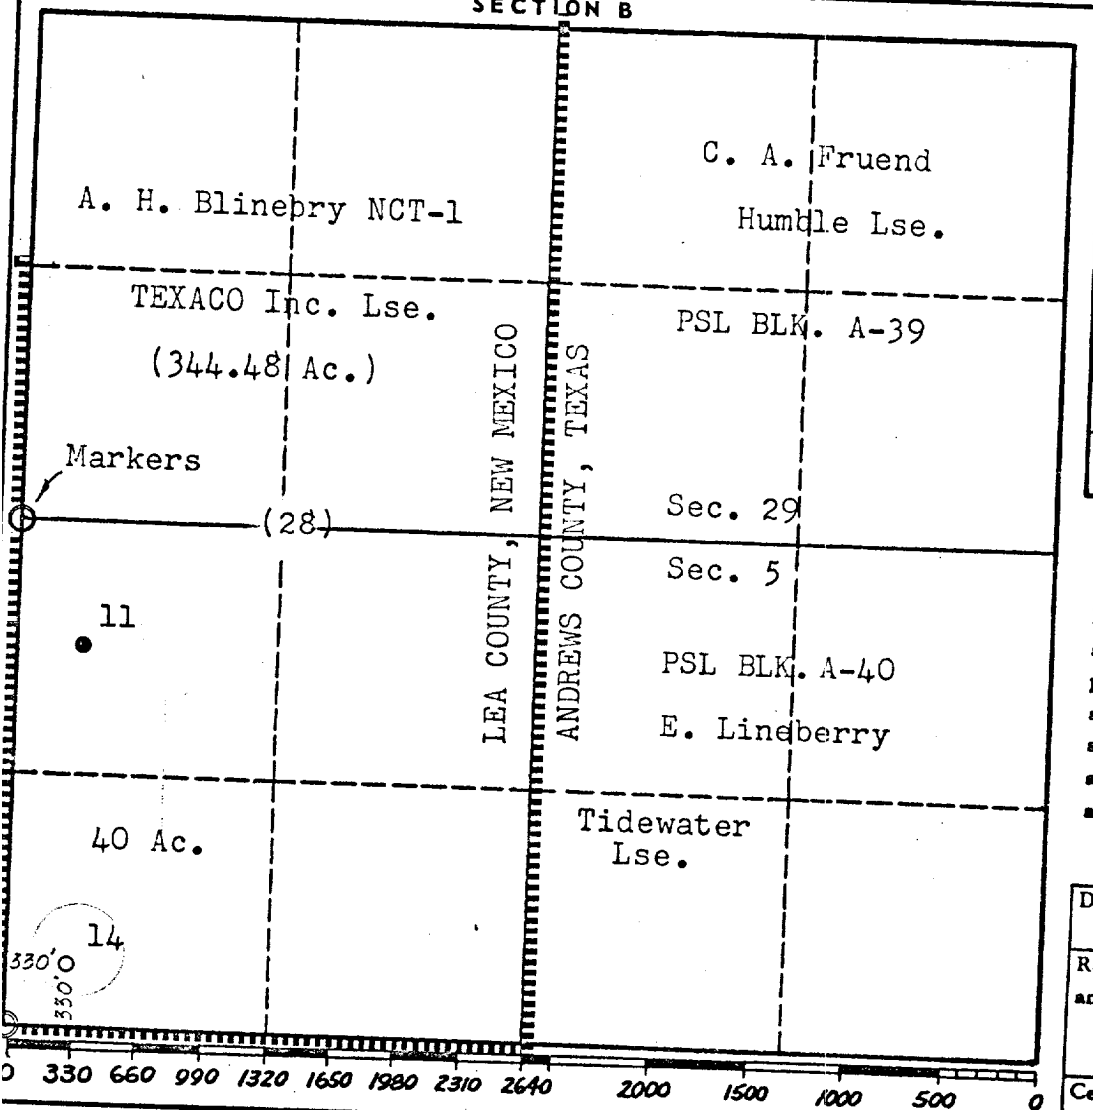 SECTION B
C. A. Fruend
A. H. Blinebry NCT-1
Humble Lse.
TEXACO Inc. Lse.
PSL BLK. A-39
(344.48 Ac.)
LEA COUNTY, NEW MEXICO
ANDREWS COUNTY, TEXAS
Markers
(28)
Sec. 29
Sec. 5
11
PSL BLK. A-40
E. Lineberry
40 Ac.
Tidewater
Lse.
14
330'
330'
0 330 660 990 1320 1650 1980 2310 2640 2000 1500 1000 500 0